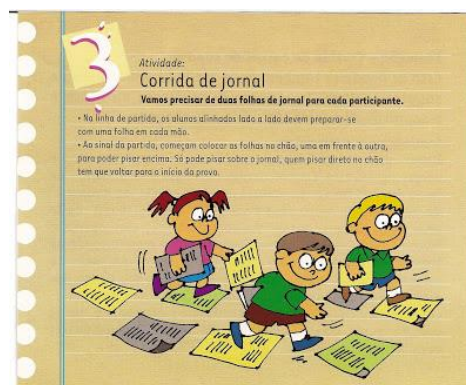 3
Atividade:
Corrida de jornal
Vamos precisar de duas folhas de jornal para cada participante.
• Na linha de partida, os alunos alinhados lado a lado devem preparar-se
com uma folha em cada mão.
• Ao sinal da partida, começam colocar as folhas no chão, uma em frente à outra,
para poder pisar encima. Só pode pisar sobre o jornal, quem pisar direto no chão
tem que voltar para o início da prova.